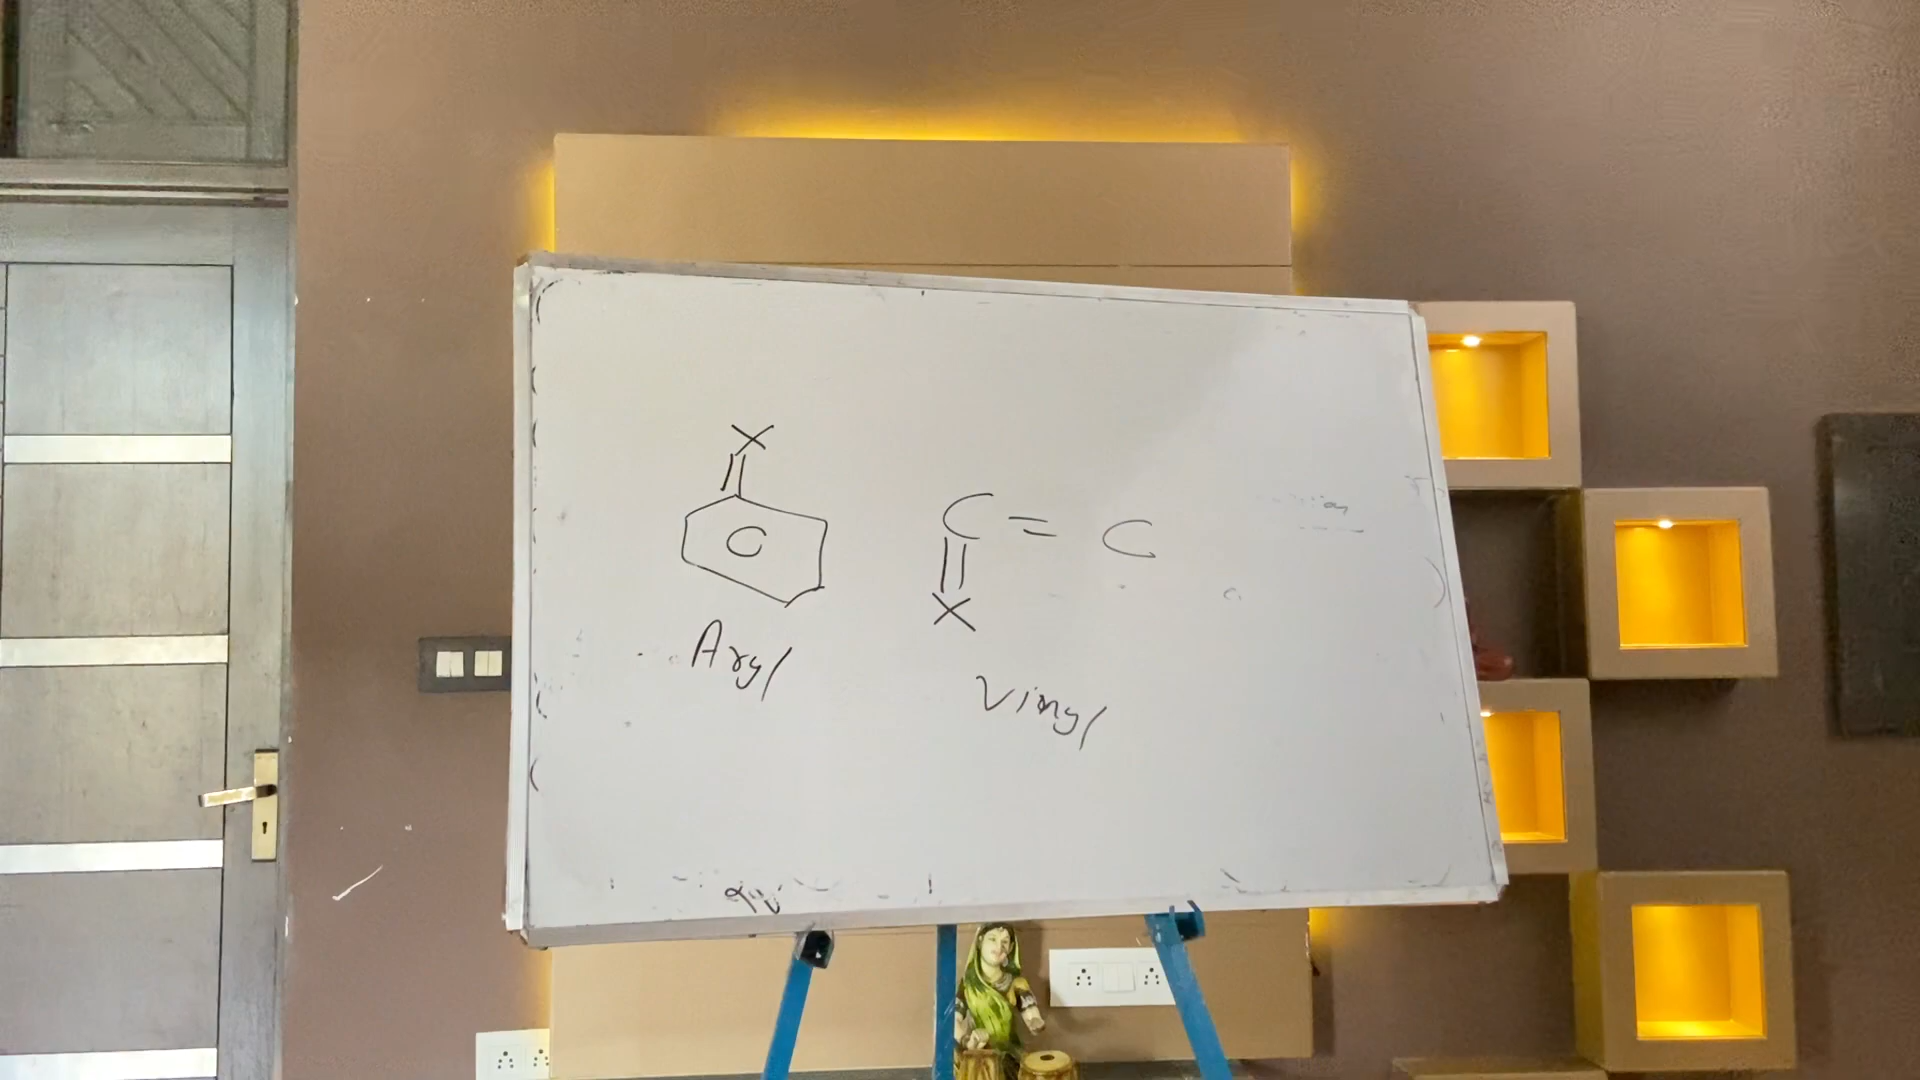 X
C
C = C
X
Aryl
Vinyl